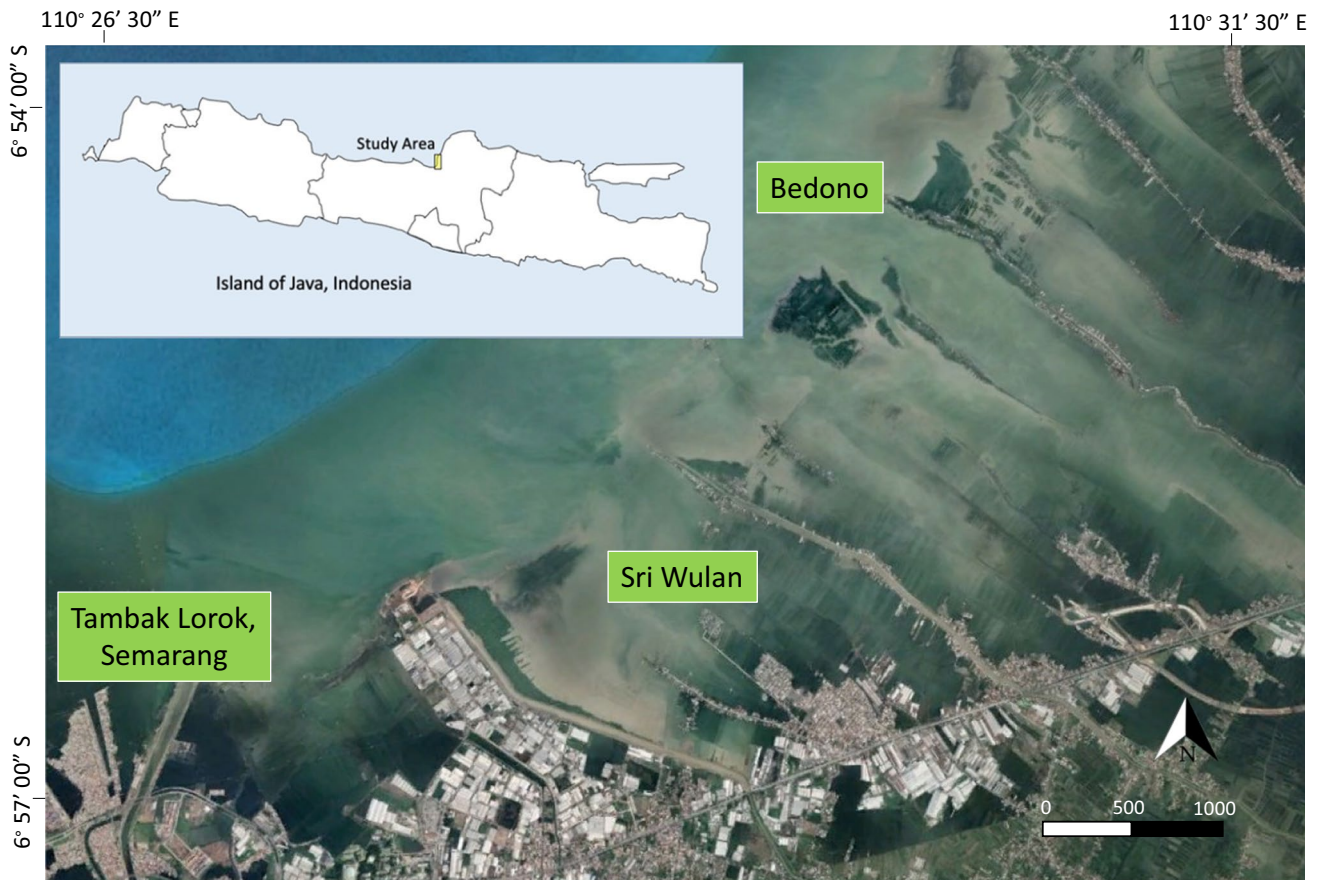 110° 26’ 30” E
110° 31’ 30” E
6° 54’ 00” S
Study Area
Island of Java, Indonesia
Bedono
Sri Wulan
Tambak Lorok,
Semarang
6° 57’ 00” S
N
0 500 1000